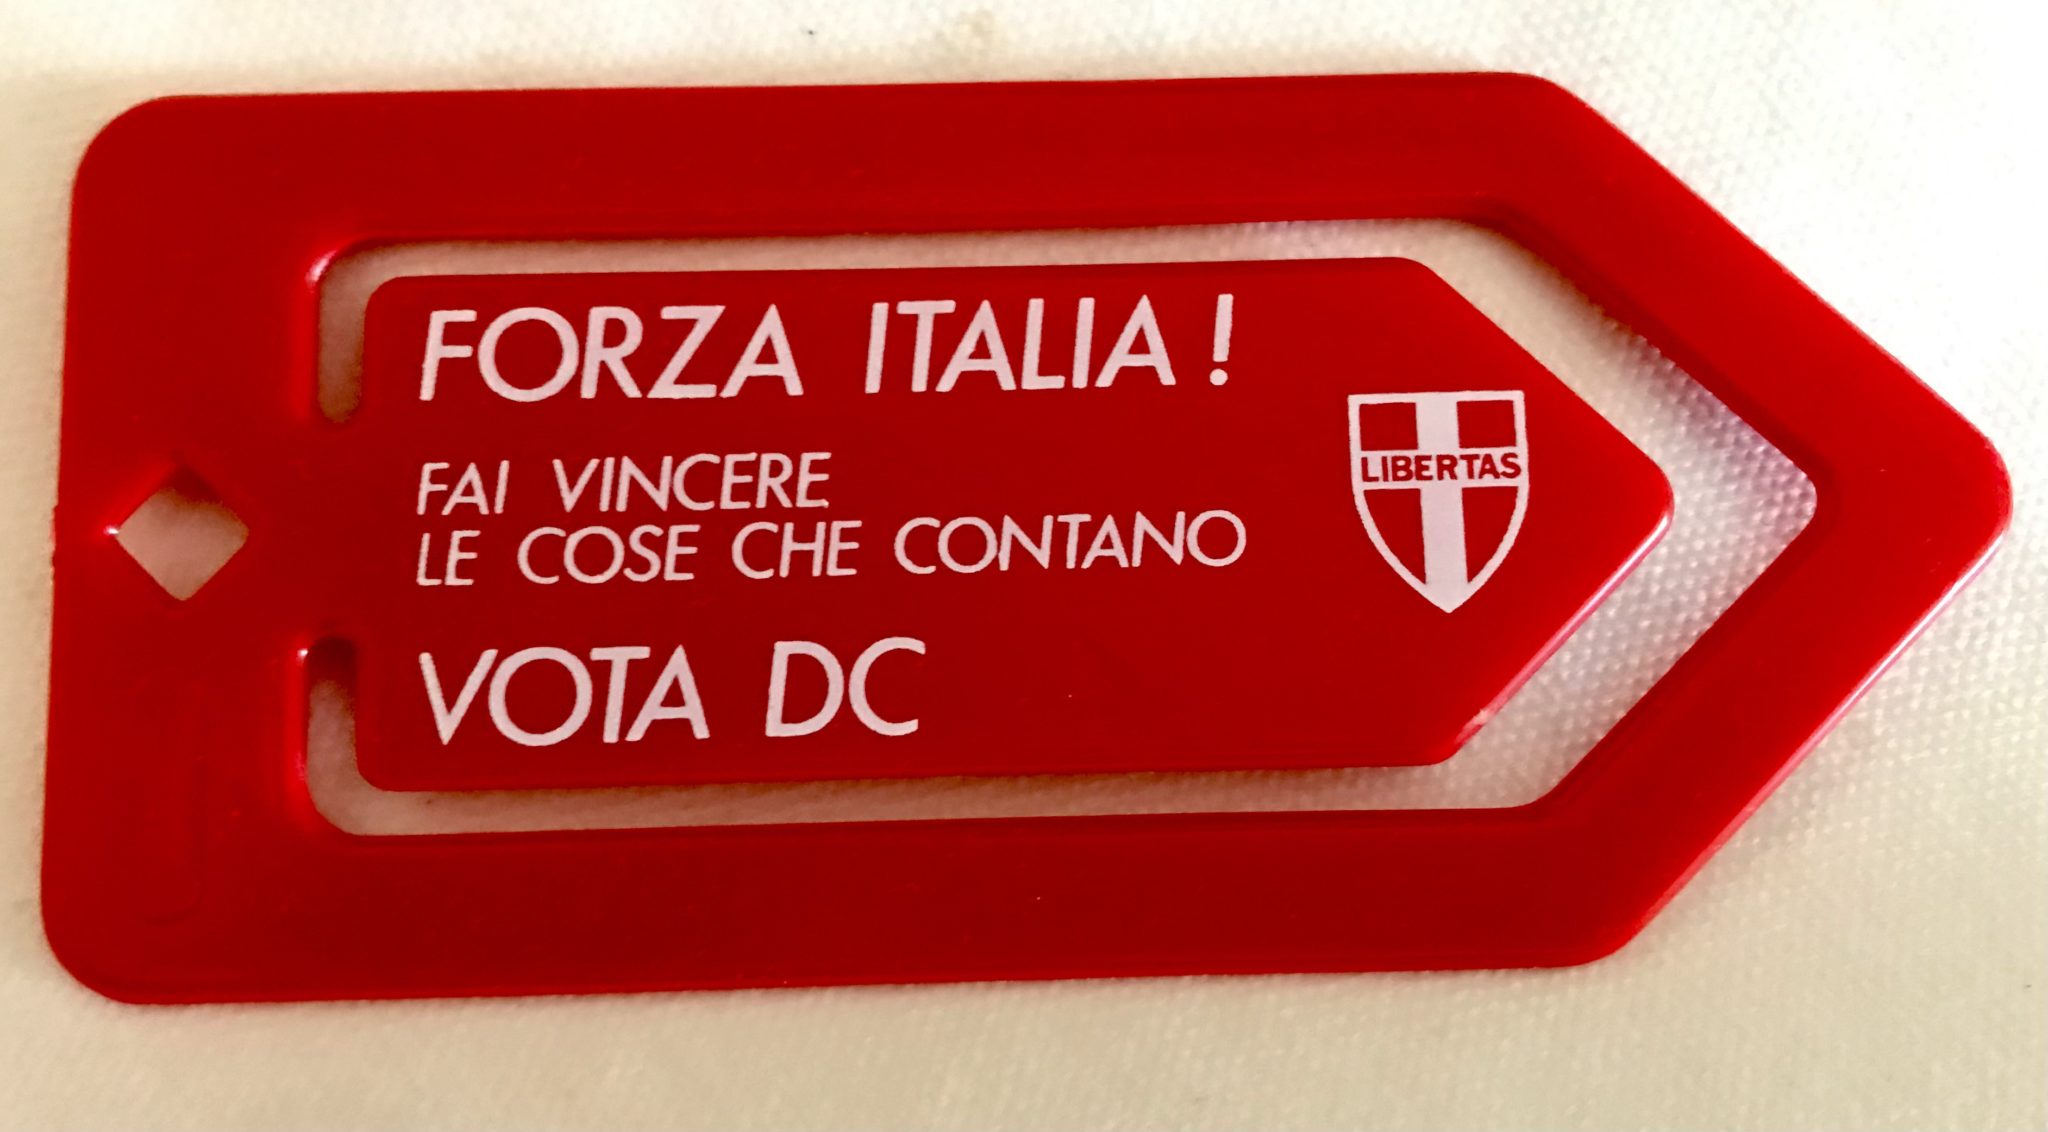 FORZA ITALIA !
FAI VINCERE
LE COSE CHE CONTANO
VOTA DC
LIBERTAS